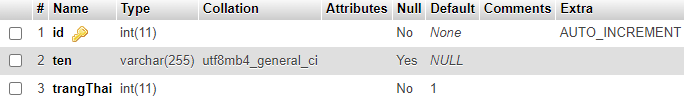 # Name Type Collation Attributes Null Default Comments Extra
1 id int(11) No None AUTO_INCREMENT
2 ten varchar(255) utf8mb4_general_ci Yes NULL
3 trangThai int(11) No 1